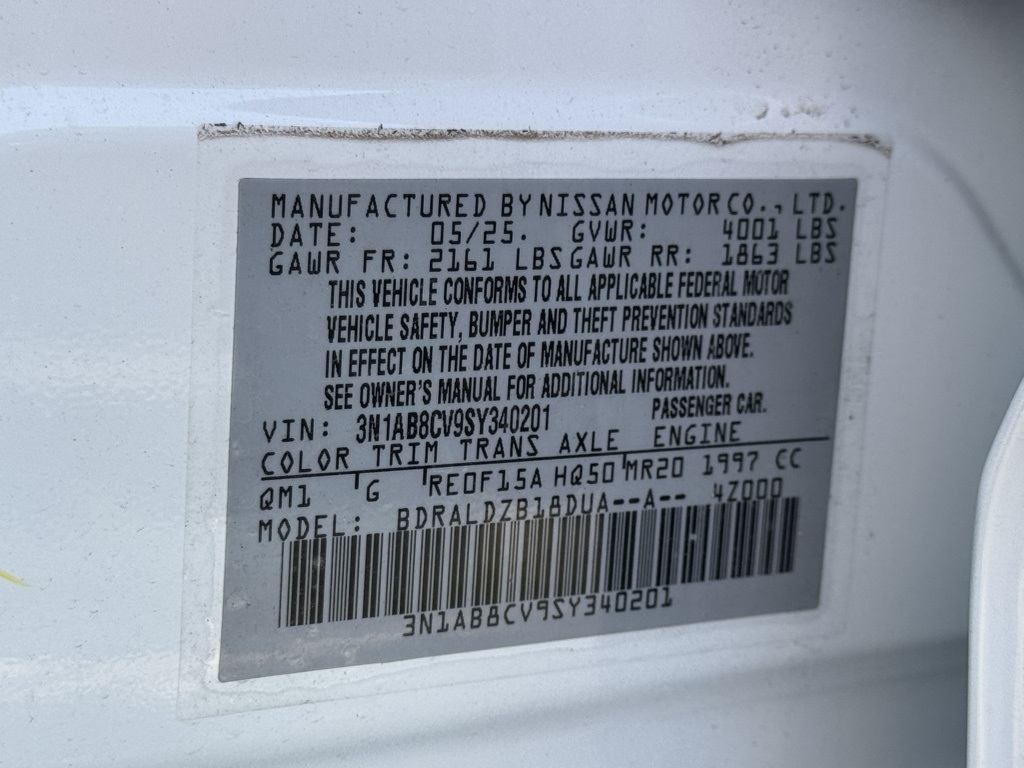 MANUFACTURED BY NISSAN MOTOR CO., LTD.
DATE: 05/25. GVWR: 4001 LBS
GAWR FR: 2161 LBS GAWR RR: 1863 LBS
THIS VEHICLE CONFORMS TO ALL APPLICABLE FEDERAL MOTOR
VEHICLE SAFETY, BUMPER AND THEFT PREVENTION STANDARDS
IN EFFECT ON THE DATE OF MANUFACTURE SHOWN ABOVE.
SEE OWNER'S MANUAL FOR ADDITIONAL INFORMATION.
VIN: 3N1AB8CV9SY340201 PASSENGER CAR.
COLOR TRIM TRANS AXLE ENGINE
QM1 G RE0F15A HQ50 MR20 1997 CC
MODEL: BDRALDZB18DUA--A-- 4Z000
3N1AB8CV9SY340201